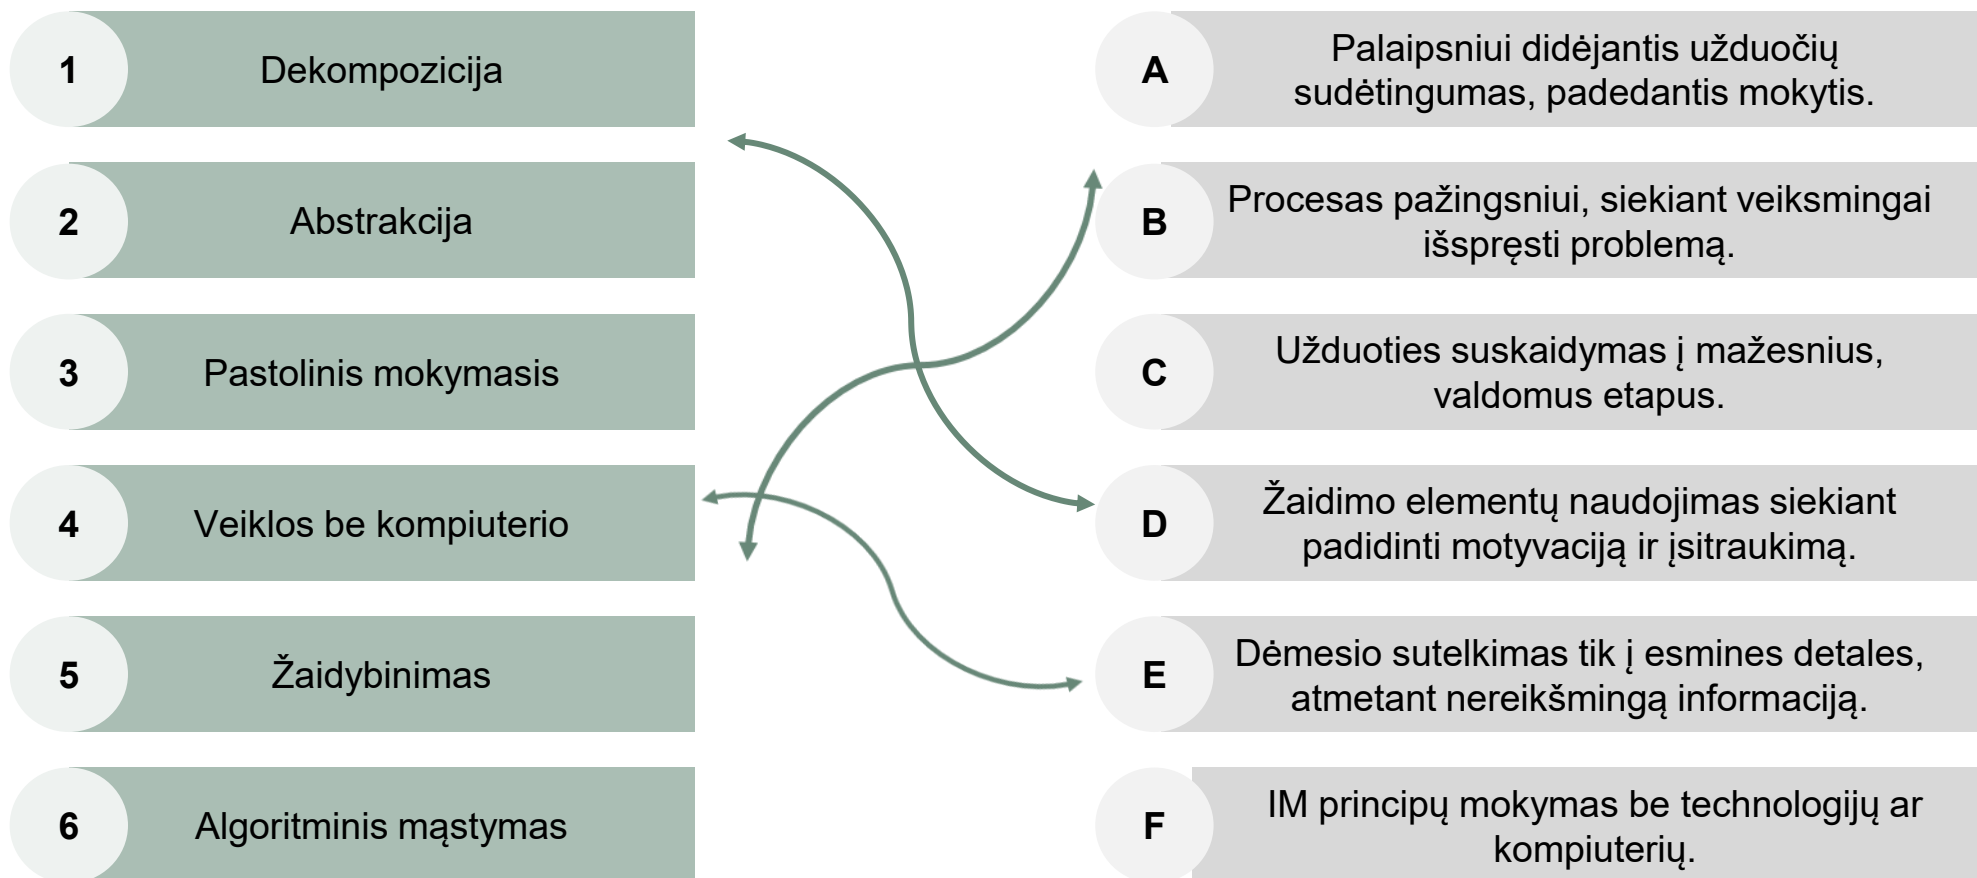 1
Dekompozicija
2
Abstrakcija
3
Pastolinis mokymasis
4
Veiklos be kompiuterio
5
Žaidybinimas
6
Algoritminis mąstymas
A
Palaipsniui didėjantis užduočių
sudėtingumas, padedantis mokytis.
B
Procesas pažingsniui, siekiant veiksmingai
išspręsti problemą.
C
Užduoties suskaidymas į mažesnius,
valdomus etapus.
D
Žaidimo elementų naudojimas siekiant
padidinti motyvaciją ir įsitraukimą.
E
Dėmesio sutelkimas tik į esmines detales,
atmetant nereikšmingą informaciją.
F
IM principų mokymas be technologijų ar
kompiuterių.